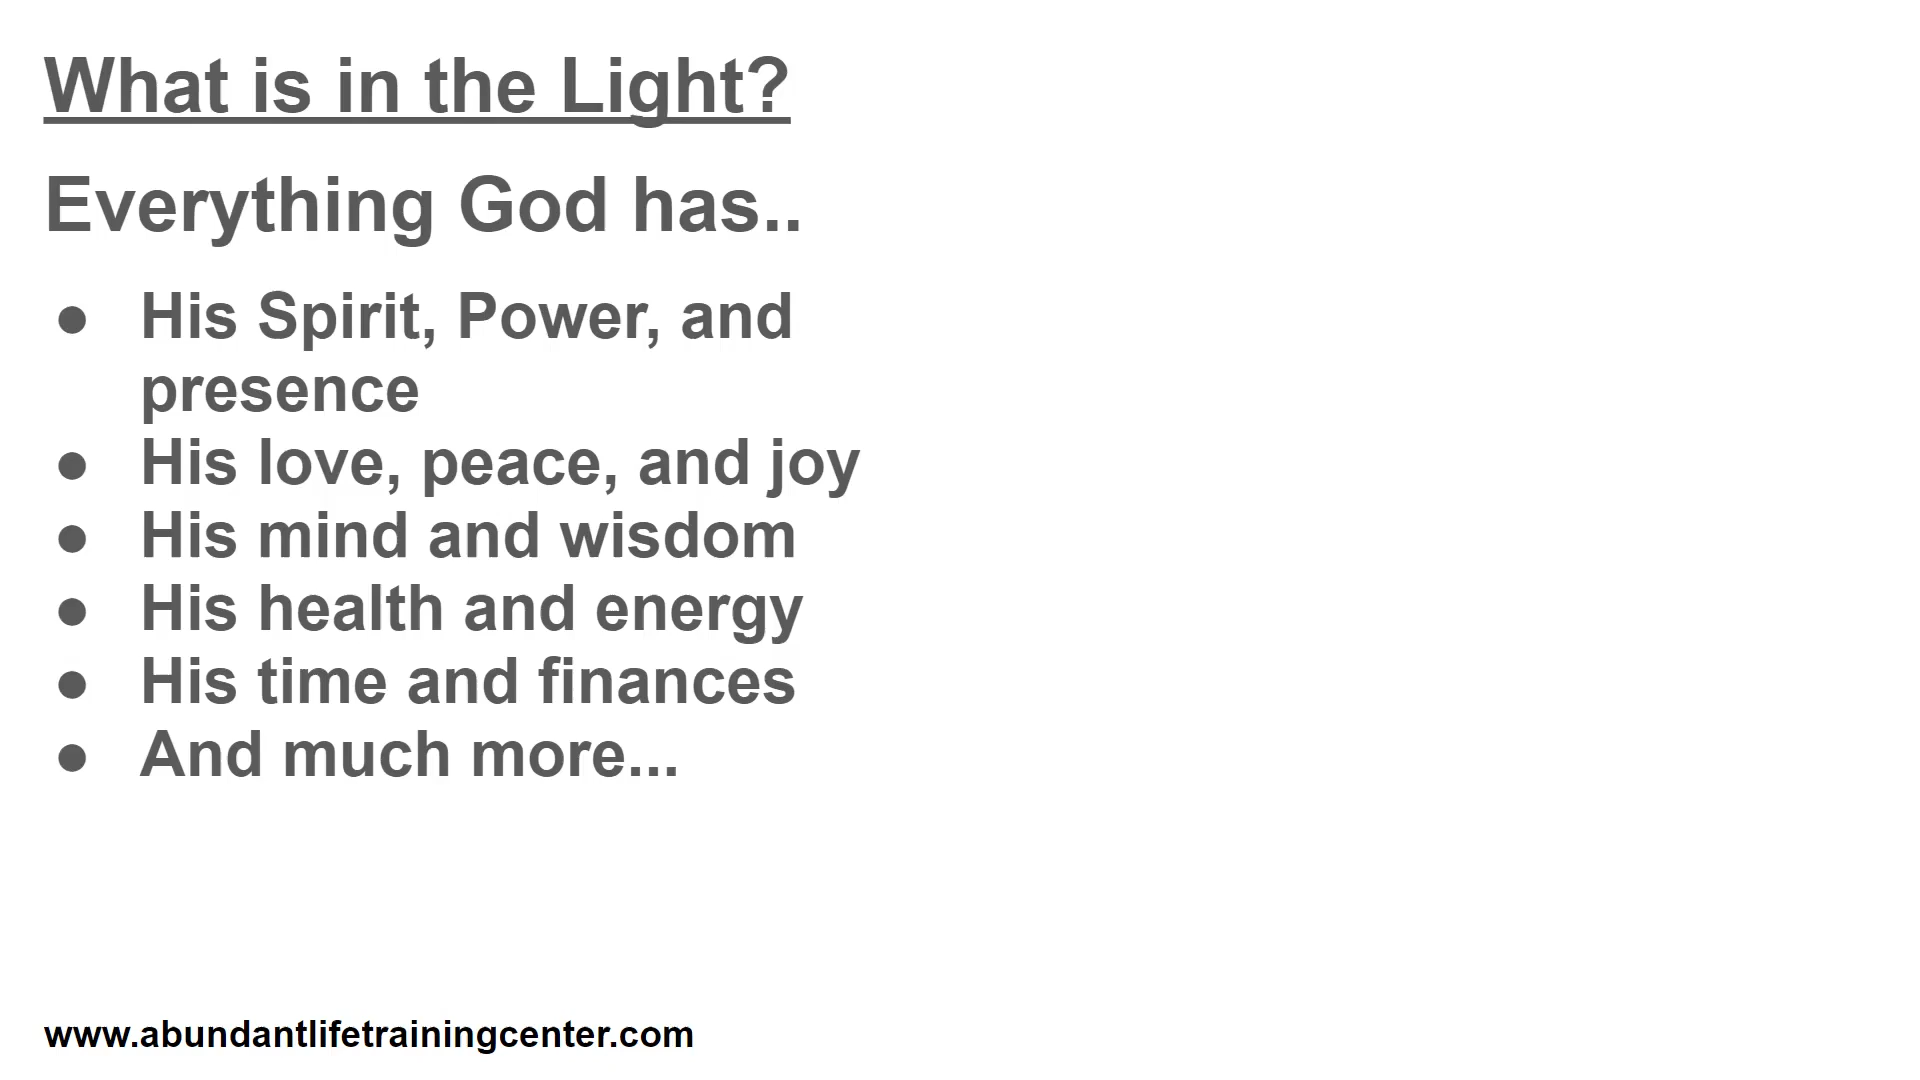 What is in the Light?
Everything God has..
● His Spirit, Power, and
presence
● His love, peace, and joy
● His mind and wisdom
● His health and energy
● His time and finances
● And much more...
www.abundantlifetrainingcenter.com